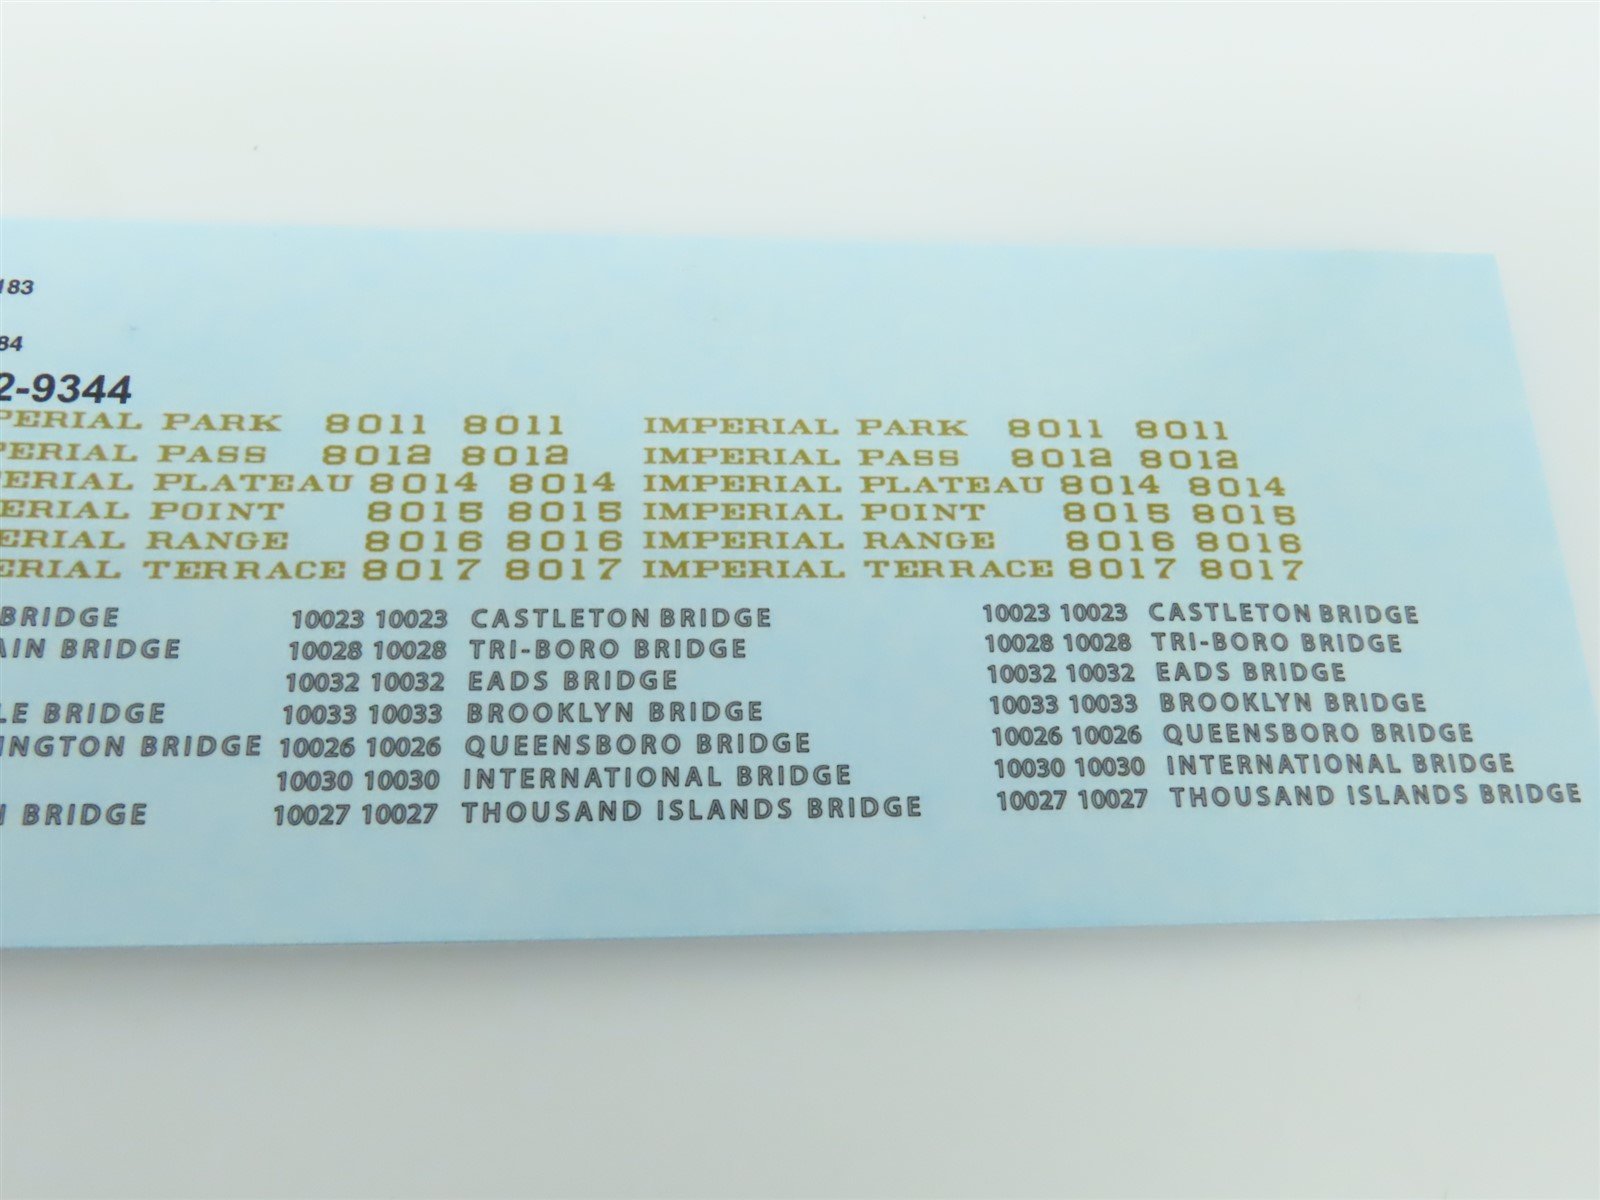 183
84
2-9344
PERIAL PARK 8011 8011 IMPERIAL PARK 8011 8011
PERIAL PASS 8012 8012 IMPERIAL PASS 8012 8012
ERIAL PLATEAU 8014 8014 IMPERIAL PLATEAU 8014 8014
ERIAL POINT 8015 8015 IMPERIAL POINT 8015 8015
ERIAL RANGE 8016 8016 IMPERIAL RANGE 8016 8016
ERIAL TERRACE 8017 8017 IMPERIAL TERRACE 8017 8017
BRIDGE 10023 10023 CASTLETON BRIDGE 10023 10023 CASTLETON BRIDGE
AIN BRIDGE 10028 10028 TRI-BORO BRIDGE 10028 10028 TRI-BORO BRIDGE
10032 10032 EADS BRIDGE 10032 10032 EADS BRIDGE
LE BRIDGE 10033 10033 BROOKLYN BRIDGE 10033 10033 BROOKLYN BRIDGE
INGTON BRIDGE 10026 10026 QUEENSBORO BRIDGE 10026 10026 QUEENSBORO BRIDGE
10030 10030 INTERNATIONAL BRIDGE 10030 10030 INTERNATIONAL BRIDGE
BRIDGE 10027 10027 THOUSAND ISLANDS BRIDGE 10027 10027 THOUSAND ISLANDS BRIDGE